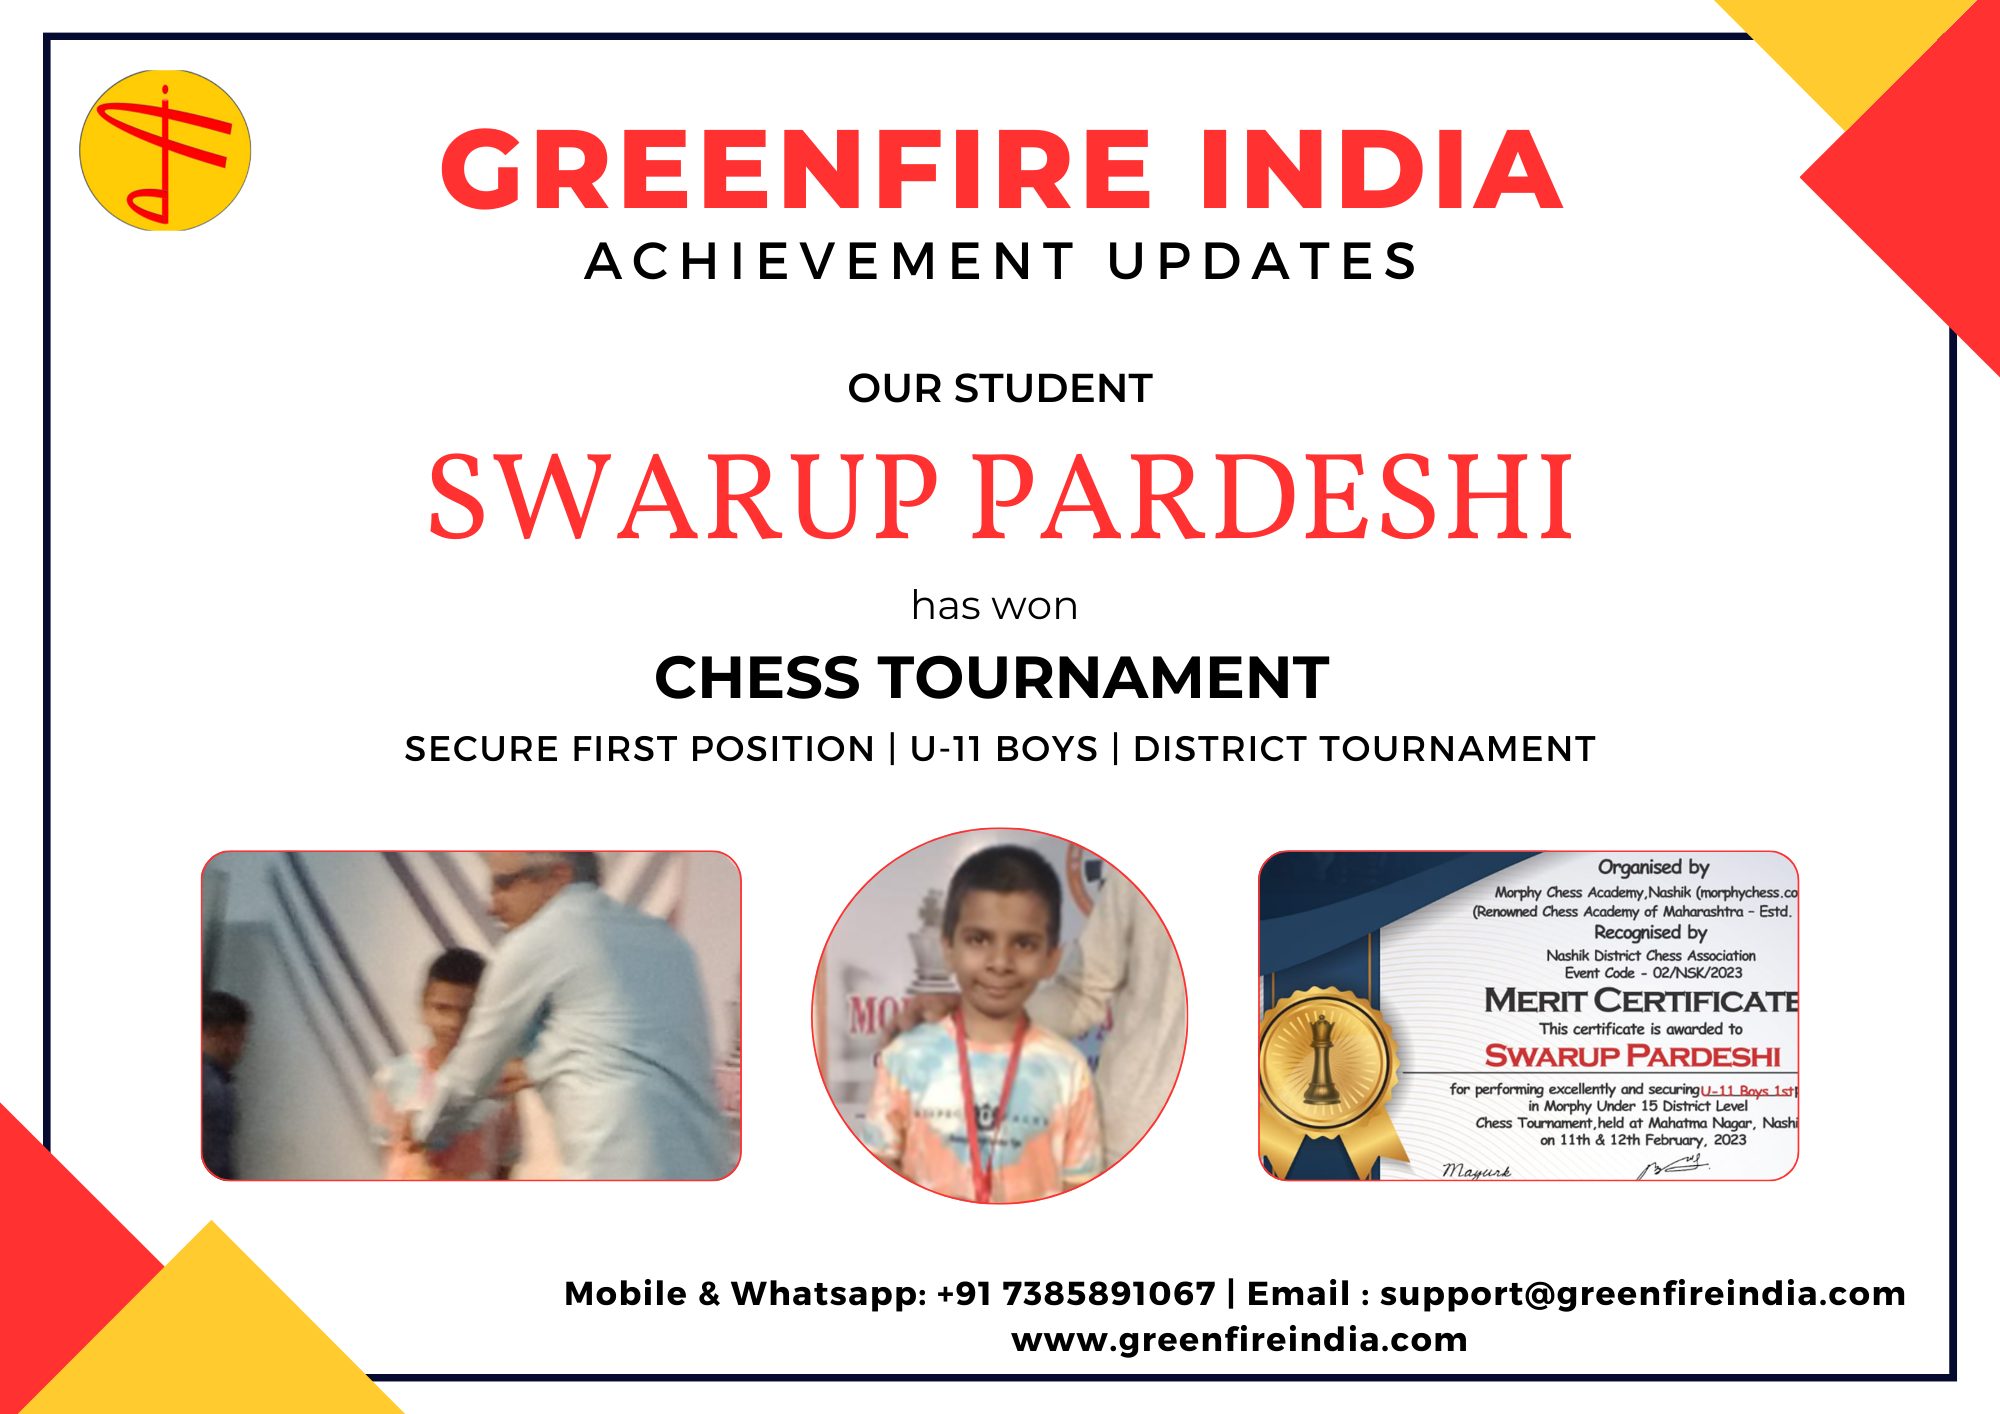 GREENFIRE INDIA
ACHIEVEMENT UPDATES
OUR STUDENT
SWARUP PARDESHI
has won
CHESS TOURNAMENT
SECURE FIRST POSITION | U-11 BOYS | DISTRICT TOURNAMENT
MO
Organised by
Morphy Chess Academy,Nashik (morphychess.co
(Renowned Chess Academy of Maharashtra - Estd.
Recognised by
Nashik District Chess Association
Event Code - 02/NSK/2023
MERIT CERTIFICATE
This certificate is awarded to
SWARUP PARDESHI
for performing excellently and securing U-11 Boys 1st
in Morphy Under 15 District Level
Chess Tournament,held at Mahatma Nagar, Nashi
on 11th & 12th February, 2023
Mobile & Whatsapp: +91 7385891067 | Email : support@greenfireindia.com
www.greenfireindia.com